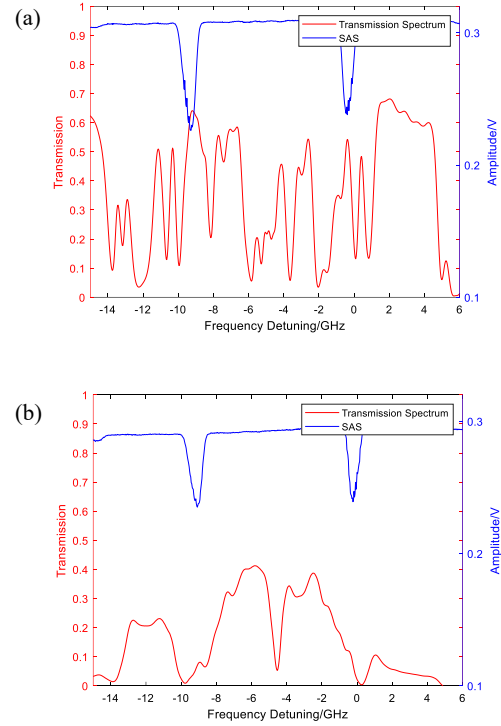 (a)
Transmission Spectrum
SAS
1
0.9
0.8
0.7
0.6
0.5
0.4
0.3
0.2
0.1
0
Transmission
0.3
0.2
0.1
Amplitude/V
-14 -12 -10 -8 -6 -4 -2 0 2 4 6
Frequency Detuning/GHz
(b)
Transmission Spectrum
SAS
1
0.9
0.8
0.7
0.6
0.5
0.4
0.3
0.2
0.1
0
Transmission
0.3
0.2
0.1
Amplitude/V
-14 -12 -10 -8 -6 -4 -2 0 2 4 6
Frequency Detuning/GHz